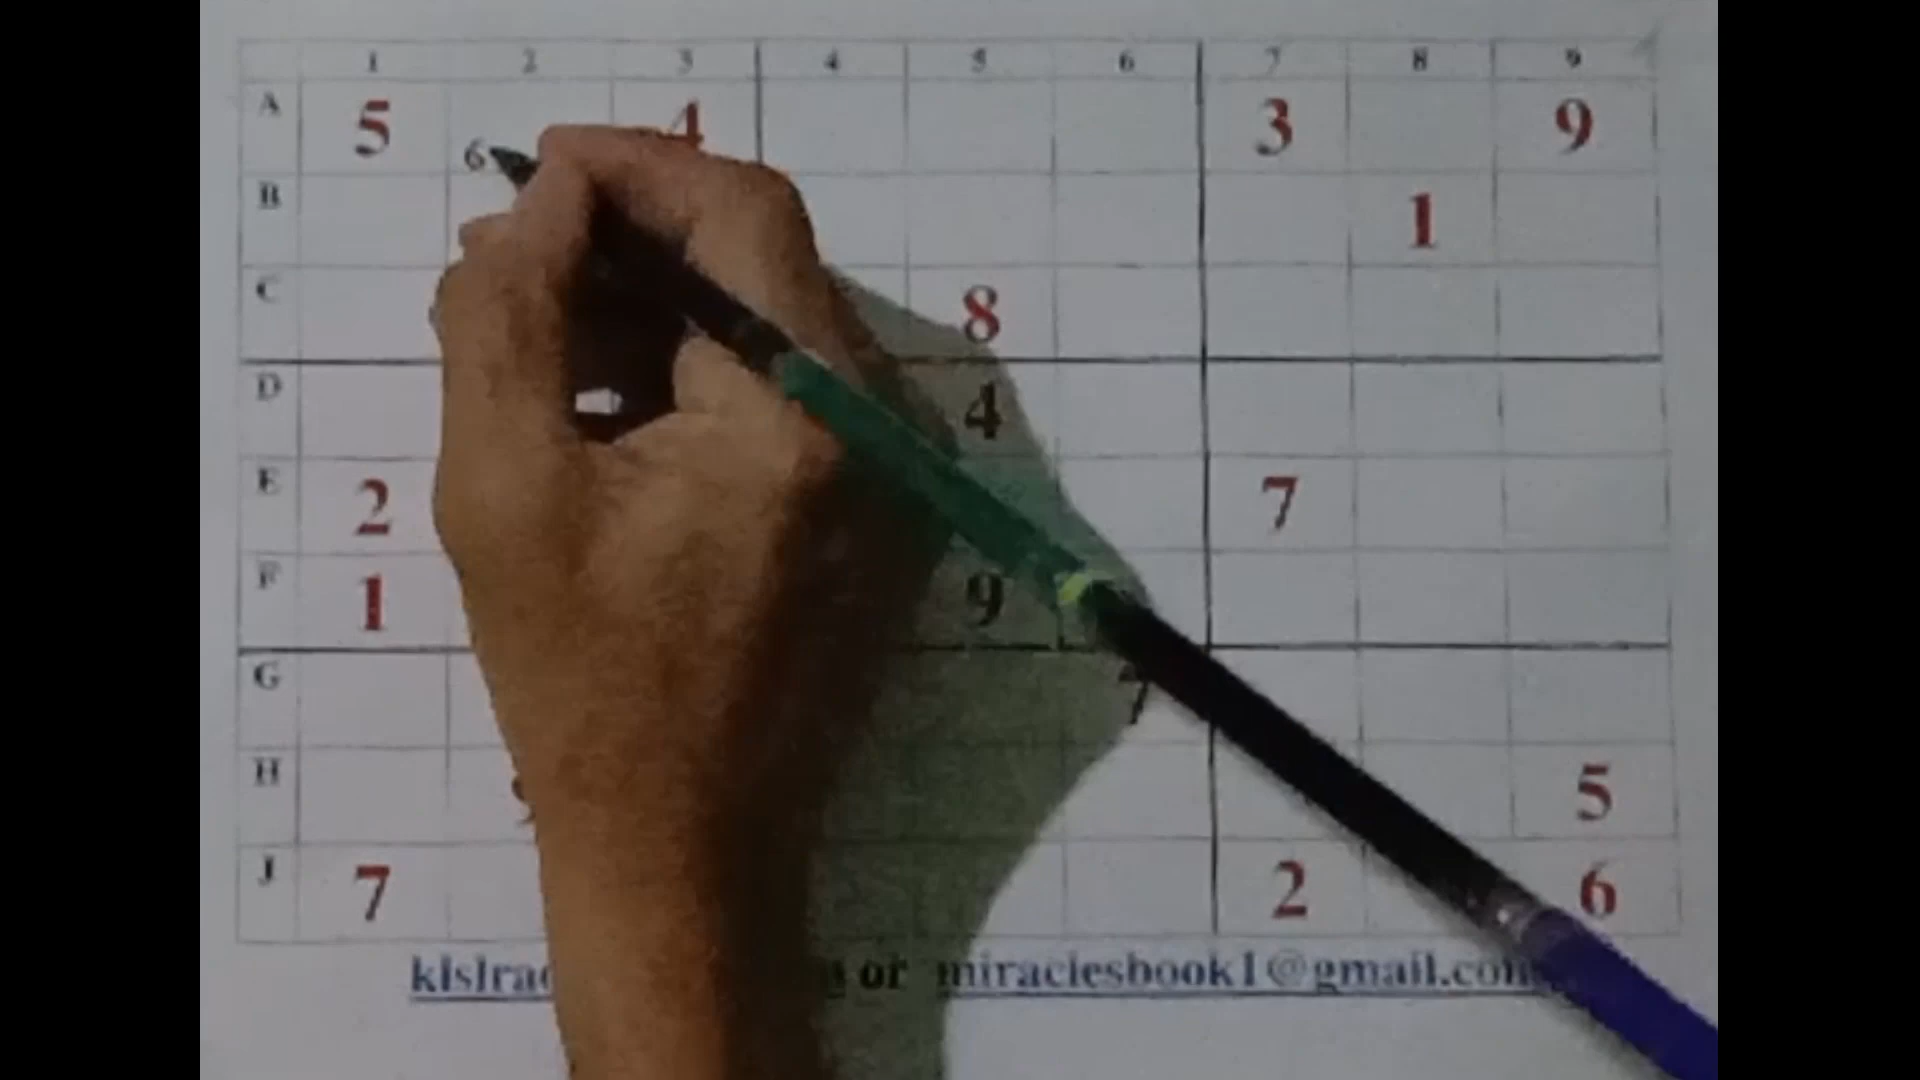 1 2 3 4 5 6 7 8 9
A 5 6 4 3 9
B 1
C 8
D 4
E 2 7
F 1 9
G
H 5
J 7 2 6
or miraclesbook1@gmail.com